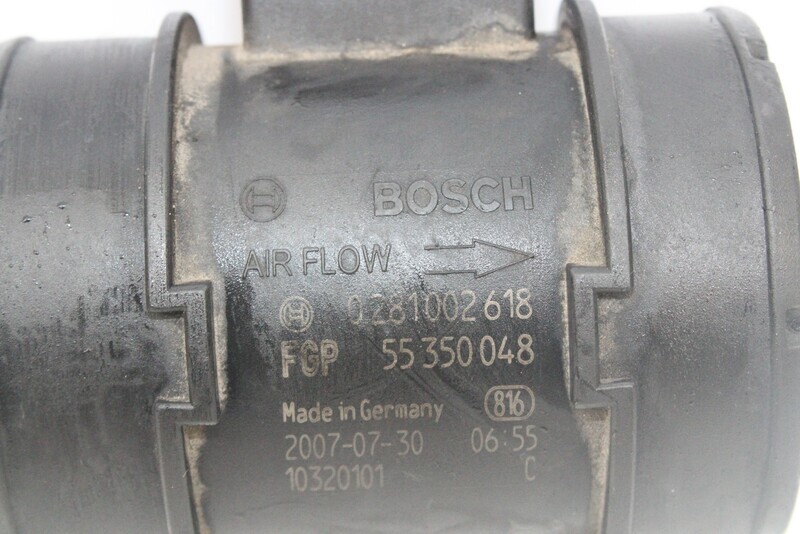 BOSCH
AIR FLOW
0 281 002 618
FGP 55 350 048
Made in Germany 816
2007-07-30 06:55
10320101 C